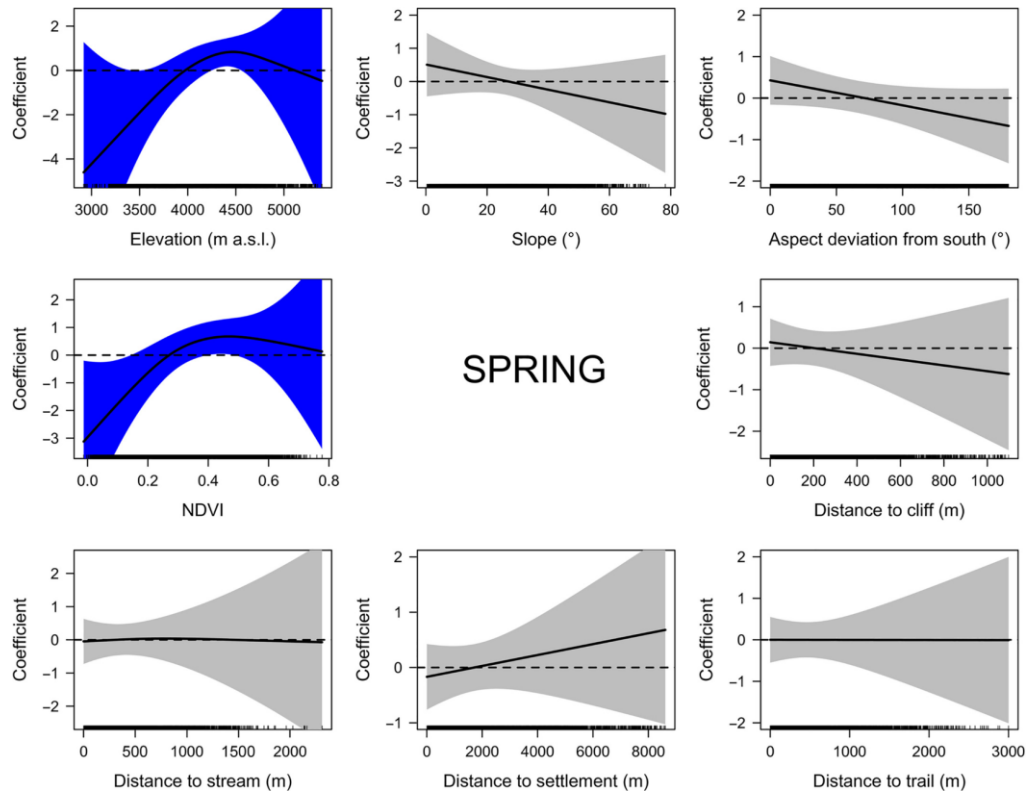 Coefficient
2
0
−2
−4
3000 3500 4000 4500 5000
Elevation (m a.s.l.)
Coefficient
2
1
0
−1
−2
−3
0 20 40 60 80
Slope (°)
Coefficient
2
1
0
−1
−2
0 50 100 150
Aspect deviation from south (°)
Coefficient
2
1
0
−1
−2
−3
0.0 0.2 0.4 0.6 0.8
NDVI
SPRING
Coefficient
1
0
−1
−2
0 200 400 600 800 1000
Distance to cliff (m)
Coefficient
2
1
0
−1
−2
0 500 1000 1500 2000
Distance to stream (m)
Coefficient
2
1
0
−1
0 2000 4000 6000 8000
Distance to settlement (m)
Coefficient
2
1
0
−1
−2
0 1000 2000 3000
Distance to trail (m)